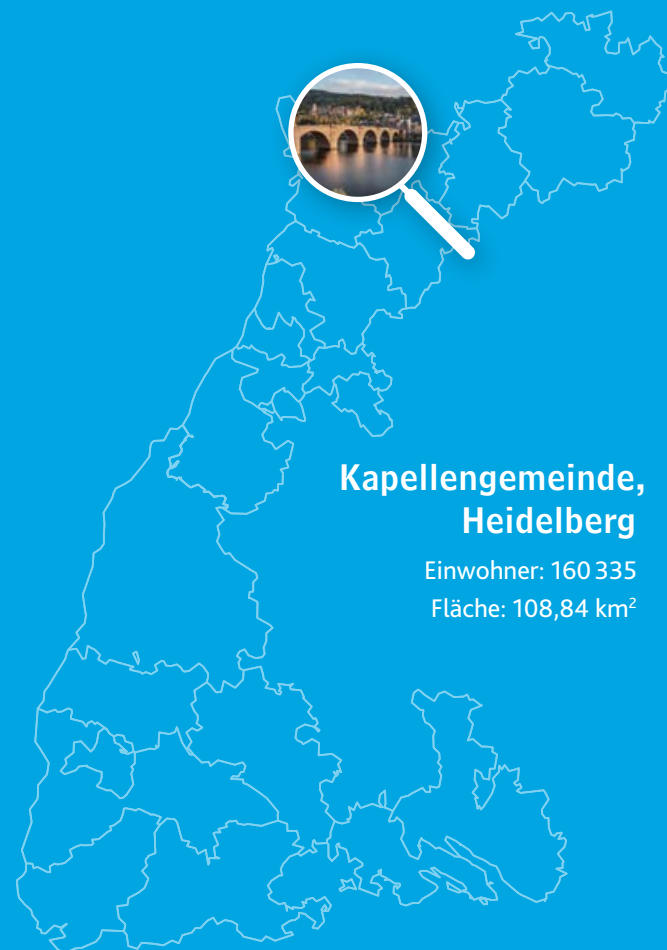 Kapellengemeinde,
Heidelberg
Einwohner: 160 335
Fläche: 108,84 km²